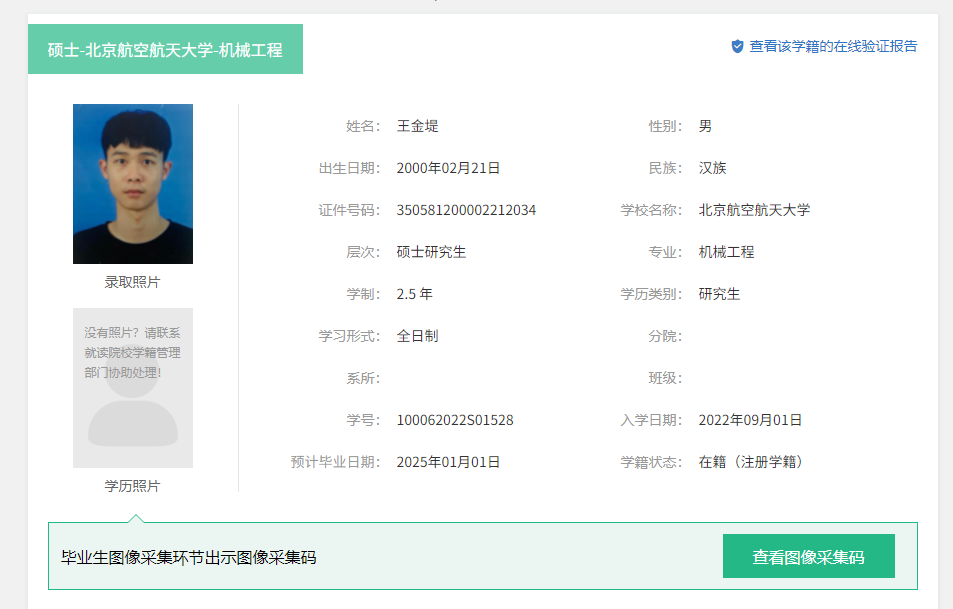 硕士-北京航空航天大学-机械工程
查看该学籍的在线验证报告
录取照片
没有照片？请联系
就读院校学籍管理
部门协助处理！
学历照片
姓名： 王金堤 性别： 男
出生日期： 2000年02月21日 民族： 汉族
证件号码： 350581200002212034 学校名称： 北京航空航天大学
层次： 硕士研究生 专业： 机械工程
学制： 2.5 年 学历类别： 研究生
学习形式： 全日制 分院：
系所： 班级：
学号： 100062022S01528 入学日期： 2022年09月01日
预计毕业日期： 2025年01月01日 学籍状态： 在籍（注册学籍）
毕业生图像采集环节出示图像采集码
查看图像采集码